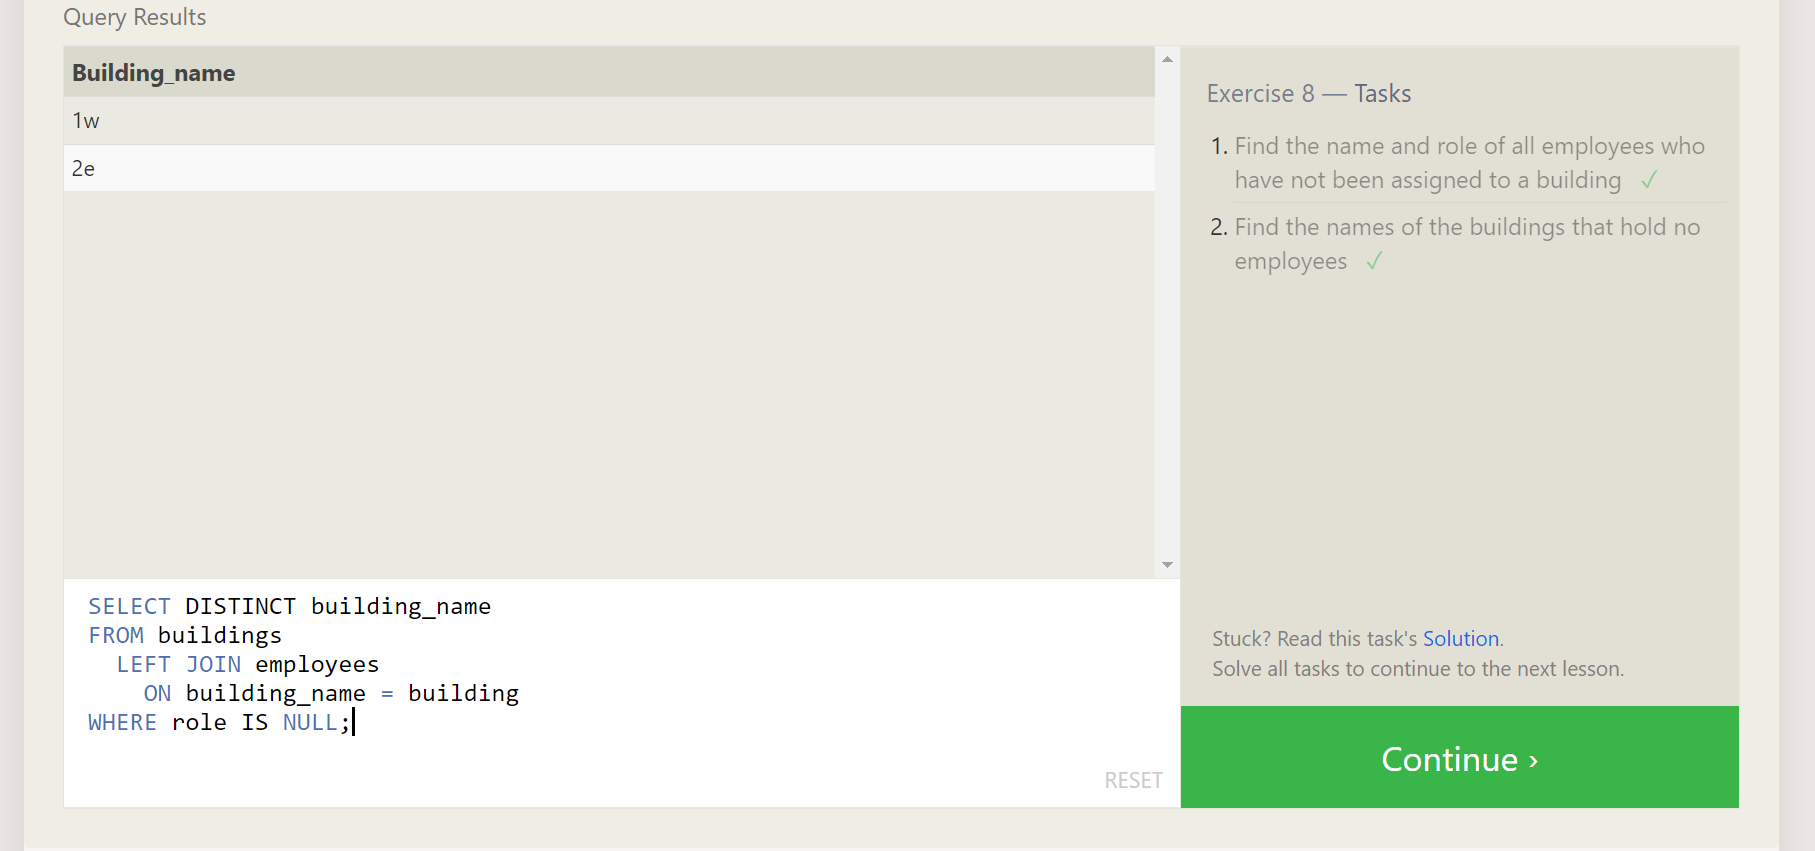 Query Results
Building_name
1w
2e
SELECT DISTINCT building_name
FROM buildings
  LEFT JOIN employees
    ON building_name = building
WHERE role IS NULL;
RESET
Exercise 8 — Tasks
1. Find the name and role of all employees who
have not been assigned to a building ✓
2. Find the names of the buildings that hold no
employees ✓
Stuck? Read this task's Solution.
Solve all tasks to continue to the next lesson.
Continue ›